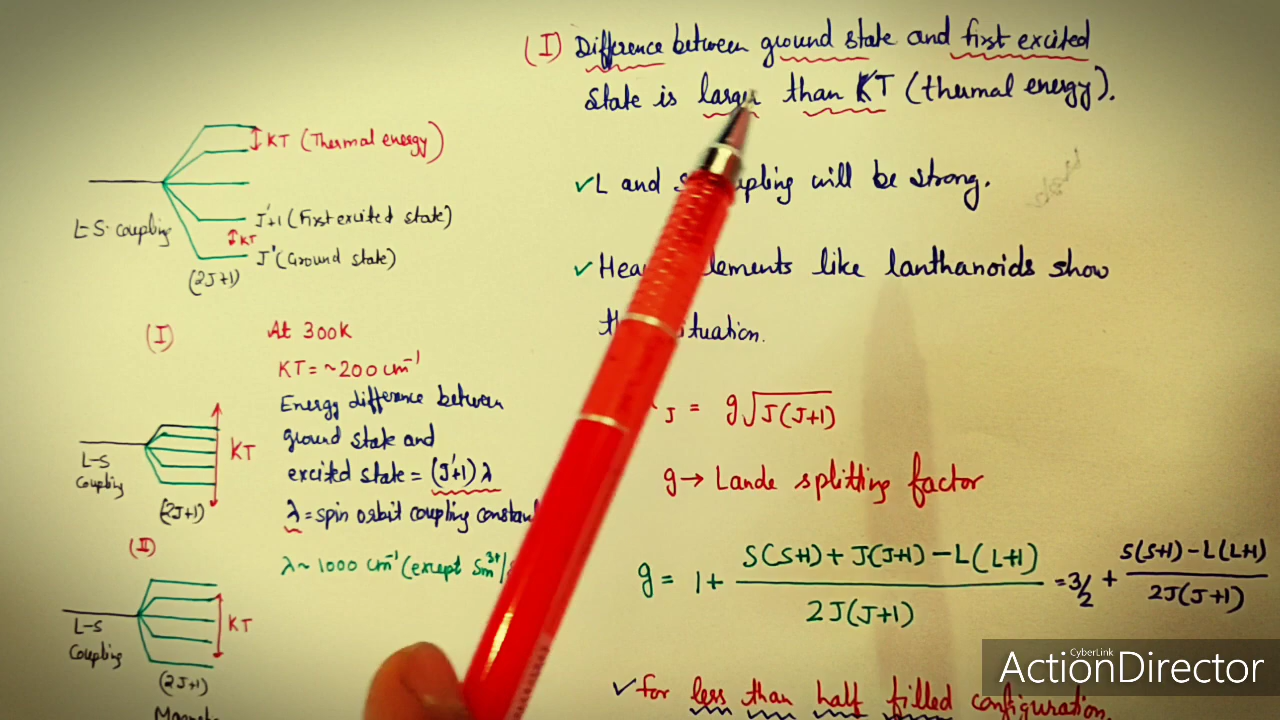 (I) Difference between ground state and first excited
state is larger than KT (thermal energy).
✓ L and S coupling will be strong.
✓ Heavy elements like lanthanoids show
situation.
J = g√J(J+1)
g → Lande splitting factor
g = 1 + S(S+1) + J(J+1) - L(L+1) / 2J(J+1) = 3/2 + S(S+1) - L(L+1) / 2J(J+1)
✓ for less than half filled configuration,
KT (Thermal energy)
L-S coupling
J'+1 (First excited state)
KT
J' (Ground state)
(2J+1)
(I)
At 300K
KT = ~200 cm⁻¹
Energy difference between
ground state and
excited state = (J'+1) λ
λ = spin orbit coupling constant
λ ~ 1000 cm⁻¹ (except Sm³⁺/
L-S
Coupling
KT
(2J+1)
(II)
L-S
Coupling
KT
(2J+1)
CyberLink
ActionDirector